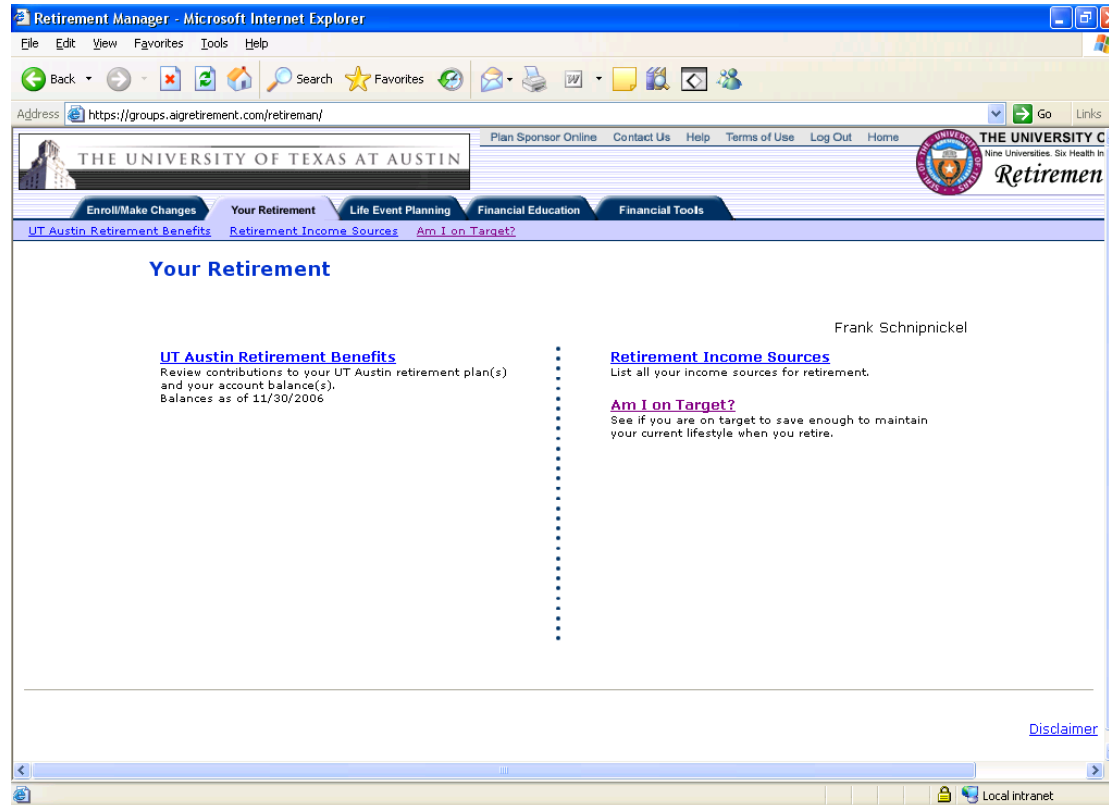 Retirement Manager - Microsoft Internet Explorer
File Edit View Favorites Tools Help
Back Search Favorites
Address https://groups.aigretirement.com/retireman/ Go Links
Plan Sponsor Online Contact Us Help Terms of Use Log Out Home
THE UNIVERSITY OF TEXAS AT AUSTIN
THE UNIVERSITY C
Nine Universities. Six Health In
Retiremen
Enroll/Make Changes Your Retirement Life Event Planning Financial Education Financial Tools
UT Austin Retirement Benefits Retirement Income Sources Am I on Target?
Your Retirement
Frank Schnipnickel
UT Austin Retirement Benefits
Review contributions to your UT Austin retirement plan(s)
and your account balance(s).
Balances as of 11/30/2006
Retirement Income Sources
List all your income sources for retirement.
Am I on Target?
See if you are on target to save enough to maintain
your current lifestyle when you retire.
Disclaimer
Local intranet